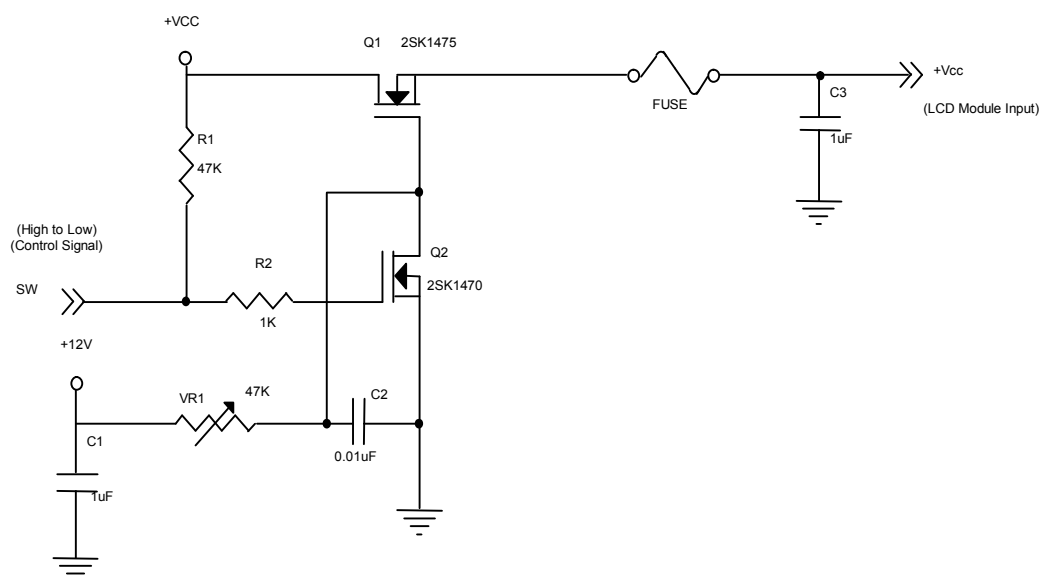 +VCC
Q1 2SK1475
+Vcc
FUSE
C3
(LCD Module Input)
R1
1uF
47K
(High to Low)
(Control Signal)
Q2
R2
SW
2SK1470
1K
+12V
VR1
47K
C2
C1
0.01uF
1uF